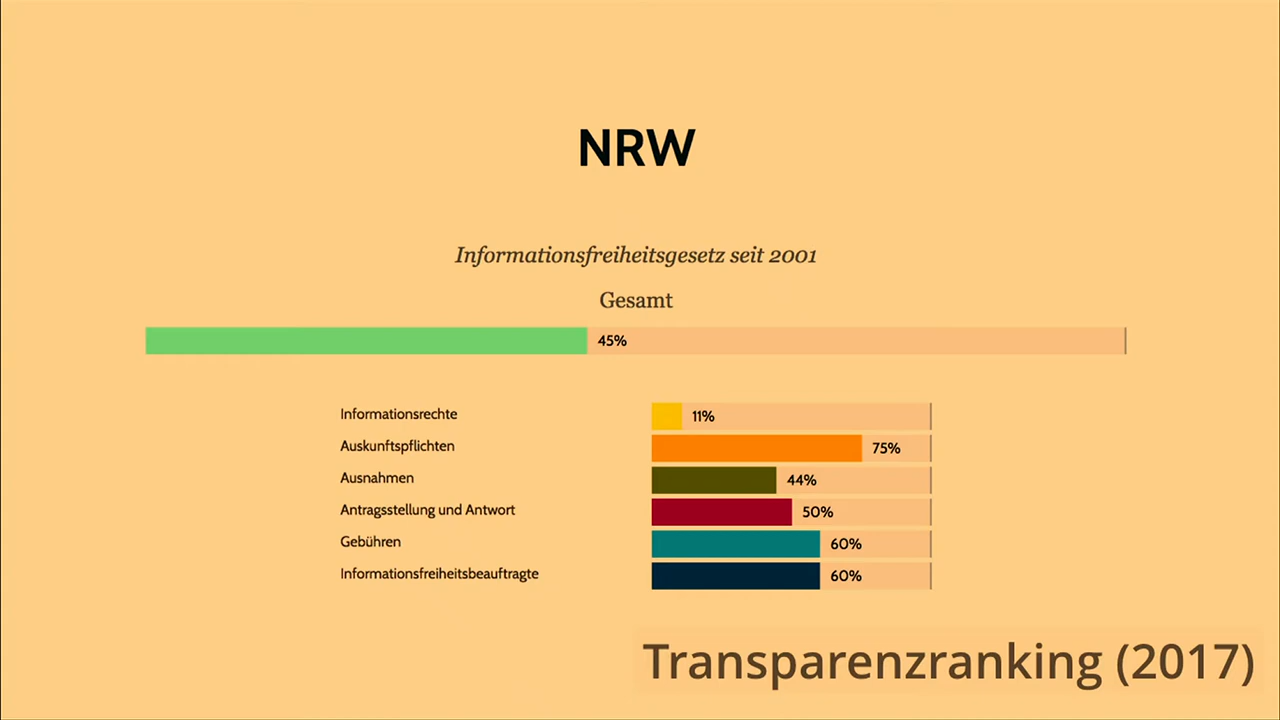 NRW
Informationsfreiheitsgesetz seit 2001
Gesamt
45%
Informationsrechte 11%
Auskunftspflichten 75%
Ausnahmen 44%
Antragsstellung und Antwort 50%
Gebühren 60%
Informationsfreiheitsbeauftragte 60%
Transparenzranking (2017)